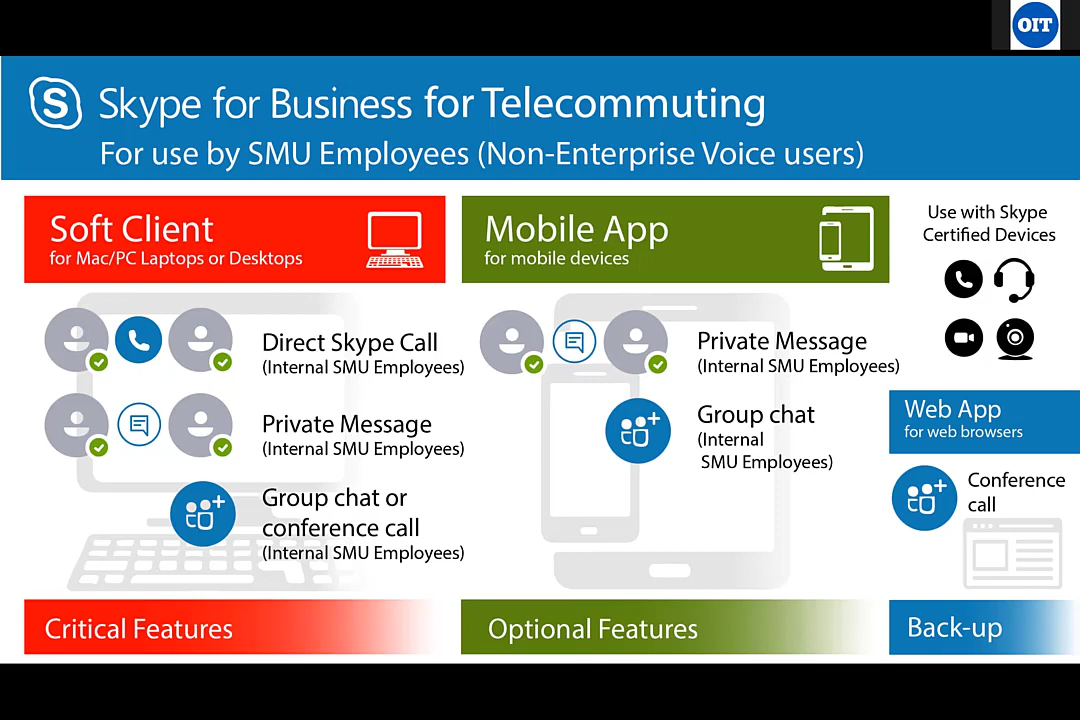 OIT
Skype for Business for Telecommuting
For use by SMU Employees (Non-Enterprise Voice users)
Soft Client
for Mac/PC Laptops or Desktops
Direct Skype Call
(Internal SMU Employees)
Private Message
(Internal SMU Employees)
Group chat or
conference call
(Internal SMU Employees)
Critical Features
Mobile App
for mobile devices
Private Message
(Internal SMU Employees)
Group chat
(Internal
SMU Employees)
Optional Features
Use with Skype
Certified Devices
Web App
for web browsers
Conference
call
Back-up